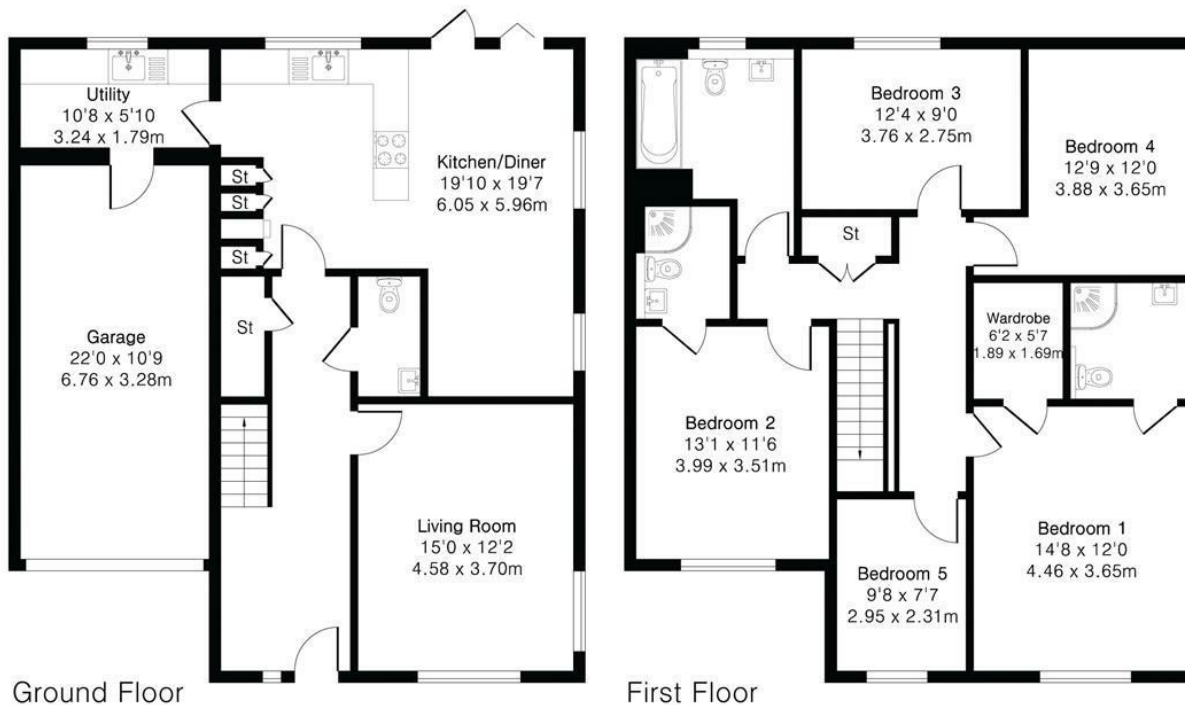 Utility
10'8 x 5'10
3.24 x 1.79m
St
St
Kitchen/Diner
19'10 x 19'7
6.05 x 5.96m
St
St
Garage
22'0 x 10'9
6.76 x 3.28m
Living Room
15'0 x 12'2
4.58 x 3.70m
Ground Floor
Bedroom 3
12'4 x 9'0
3.76 x 2.75m
Bedroom 4
12'9 x 12'0
3.88 x 3.65m
St
Wardrobe
6'2 x 5'7
1.89 x 1.69m
Bedroom 2
13'1 x 11'6
3.99 x 3.51m
Bedroom 1
14'8 x 12'0
4.46 x 3.65m
Bedroom 5
9'8 x 7'7
2.95 x 2.31m
First Floor